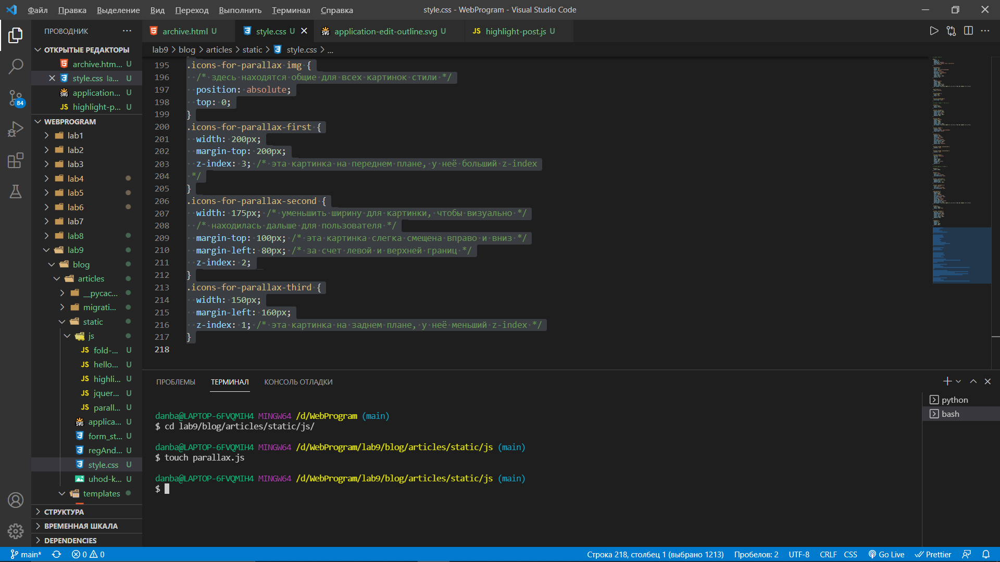 Файл Правка Выделение Вид Переход Выполнить Терминал Справка
style.css - WebProgram - Visual Studio Code
ПРОВОДНИК
ОТКРЫТЫЕ РЕДАКТОРЫ
archive.htm... U
style.css la... U
application... U
highlight-p... U
WEBPROGRAM
lab1
lab2
lab3
lab4
lab5
lab6
lab7
lab8
lab9
blog
articles
__pycac...
migrati...
static
js
JS fold-... U
JS hello... U
JS highli... U
JS jquer... U
JS parall... U
applica... U
form_st... U
regAnd... U
style.css U
uhod-k... U
templates
СТРУКТУРА
ВРЕМЕННАЯ ШКАЛА
DEPENDENCIES
84
archive.html U
style.css U
application-edit-outline.svg U
JS highlight-post.js U
lab9 > blog > articles > static > style.css > ...
195 .icons-for-parallax img {
196 /* здесь находятся общие для всех картинок стили */
197 position: absolute;
198 top: 0;
199 }
200 .icons-for-parallax-first {
201 width: 200px;
202 margin-top: 200px;
203 z-index: 3; /* эта картинка на переднем плане, у неё больший z-index
204 */
205 }
206 .icons-for-parallax-second {
207 width: 175px; /* уменьшить ширину для картинки, чтобы визуально */
208 /* находилась дальше для пользователя */
209 margin-top: 100px; /* эта картинка слегка смещена вправо и вниз */
210 margin-left: 80px; /* за счет левой и верхней границ */
211 z-index: 2;
212 }
213 .icons-for-parallax-third {
214 width: 150px;
215 margin-left: 160px;
216 z-index: 1; /* эта картинка на заднем плане, у неё меньший z-index */
217 }
218
ПРОБЛЕМЫ ТЕРМИНАЛ КОНСОЛЬ ОТЛАДКИ
danba@LAPTOP-6FVQMIH4 MINGW64 /d/WebProgram (main)
$ cd lab9/blog/articles/static/js/
danba@LAPTOP-6FVQMIH4 MINGW64 /d/WebProgram/lab9/blog/articles/static/js (main)
$ touch parallax.js
danba@LAPTOP-6FVQMIH4 MINGW64 /d/WebProgram/lab9/blog/articles/static/js (main)
$
python
bash
main* 0 0
Строка 218, столбец 1 (выбрано 1213) Пробелов: 2 UTF-8 CRLF CSS Go Live Prettier